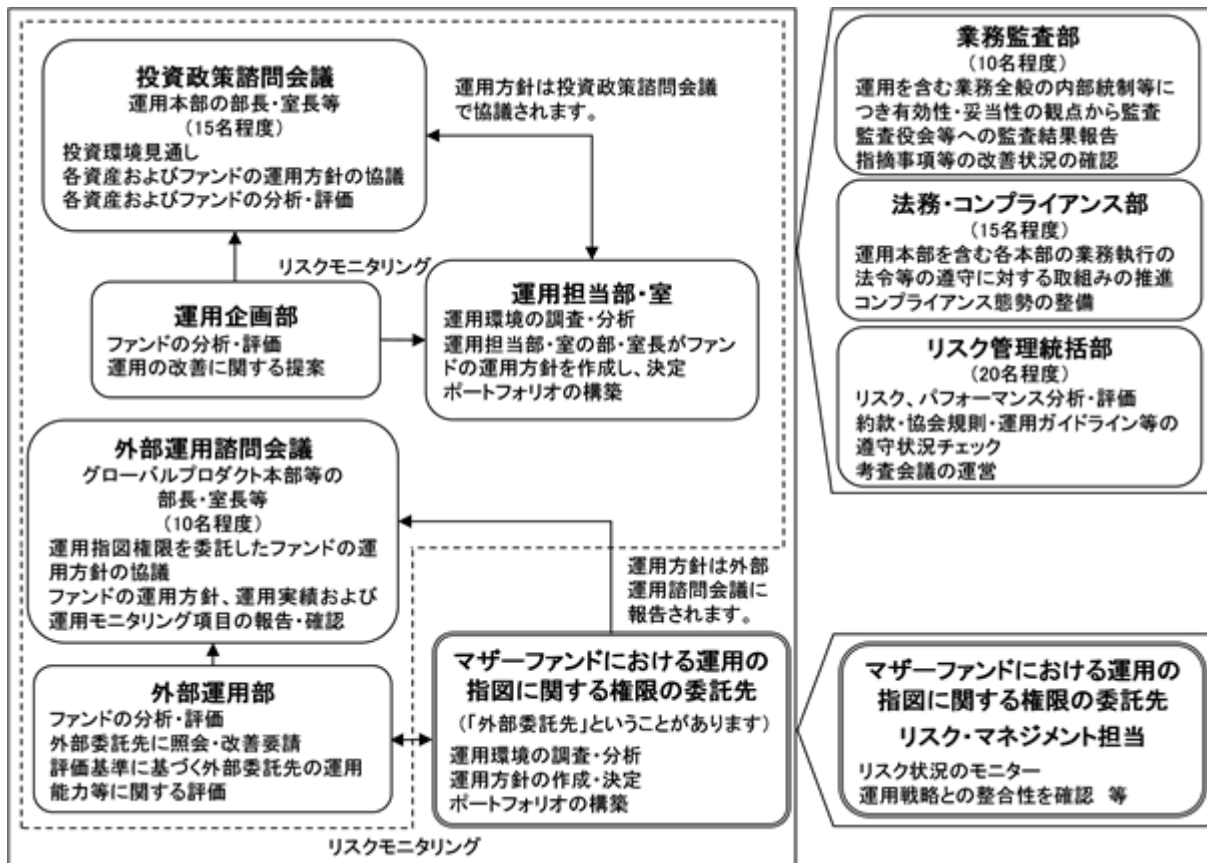 投資政策諮問会議
運用本部の部長・室長等
（15名程度）
投資環境見通し
各資産およびファンドの運用方針の協議
各資産およびファンドの分析・評価
運用方針は投資政策諮問会議
で協議されます。
リスクモニタリング
運用企画部
ファンドの分析・評価
運用の改善に関する提案
運用担当部・室
運用環境の調査・分析
運用担当部・室の部・室長がファン
ドの運用方針を作成し、決定
ポートフォリオの構築
外部運用諮問会議
グローバルプロダクト本部等の
部長・室長等
（10名程度）
運用指図権限を委託したファンドの運
用方針の協議
ファンドの運用方針、運用実績および
運用モニタリング項目の報告・確認
運用方針は外部
運用諮問会議に
報告されます。
外部運用部
ファンドの分析・評価
外部委託先に照会・改善要請
評価基準に基づく外部委託先の運用
能力等に関する評価
マザーファンドにおける運用の
指図に関する権限の委託先
（「外部委託先」ということがあります）
運用環境の調査・分析
運用方針の作成・決定
ポートフォリオの構築
リスクモニタリング
業務監査部
（10名程度）
運用を含む業務全般の内部統制等に
つき有効性・妥当性の観点から監査
監査役会等への監査結果報告
指摘事項等の改善状況の確認
法務・コンプライアンス部
（15名程度）
運用本部を含む各本部の業務執行の
法令等の遵守に対する取組みの推進
コンプライアンス態勢の整備
リスク管理統括部
（20名程度）
リスク、パフォーマンス分析・評価
約款・協会規則・運用ガイドライン等の
遵守状況チェック
考査会議の運営
マザーファンドにおける運用の
指図に関する権限の委託先
リスク・マネジメント担当
リスク状況のモニター
運用戦略との整合性を確認 等